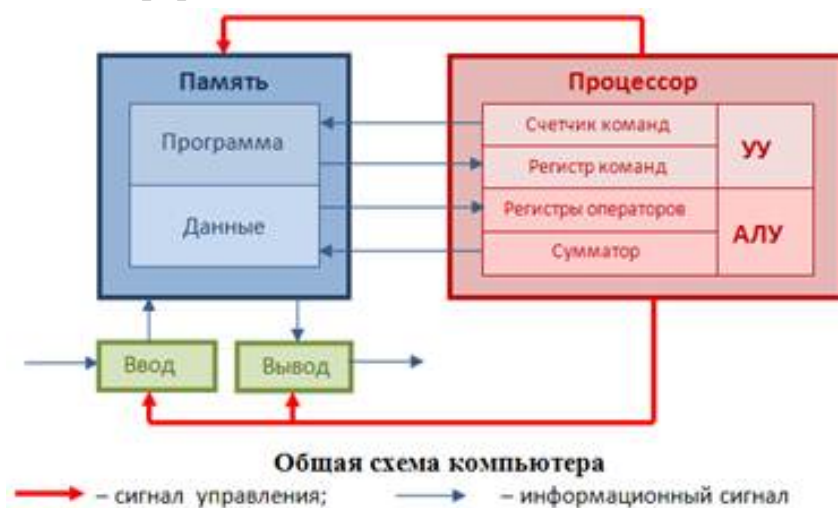 Память
Программа
Данные
Процессор
Счетчик команд
Регистр команд
УУ
Регистры операторов
Сумматор
АЛУ
Ввод
Вывод
Общая схема компьютера
– сигнал управления;
– информационный сигнал